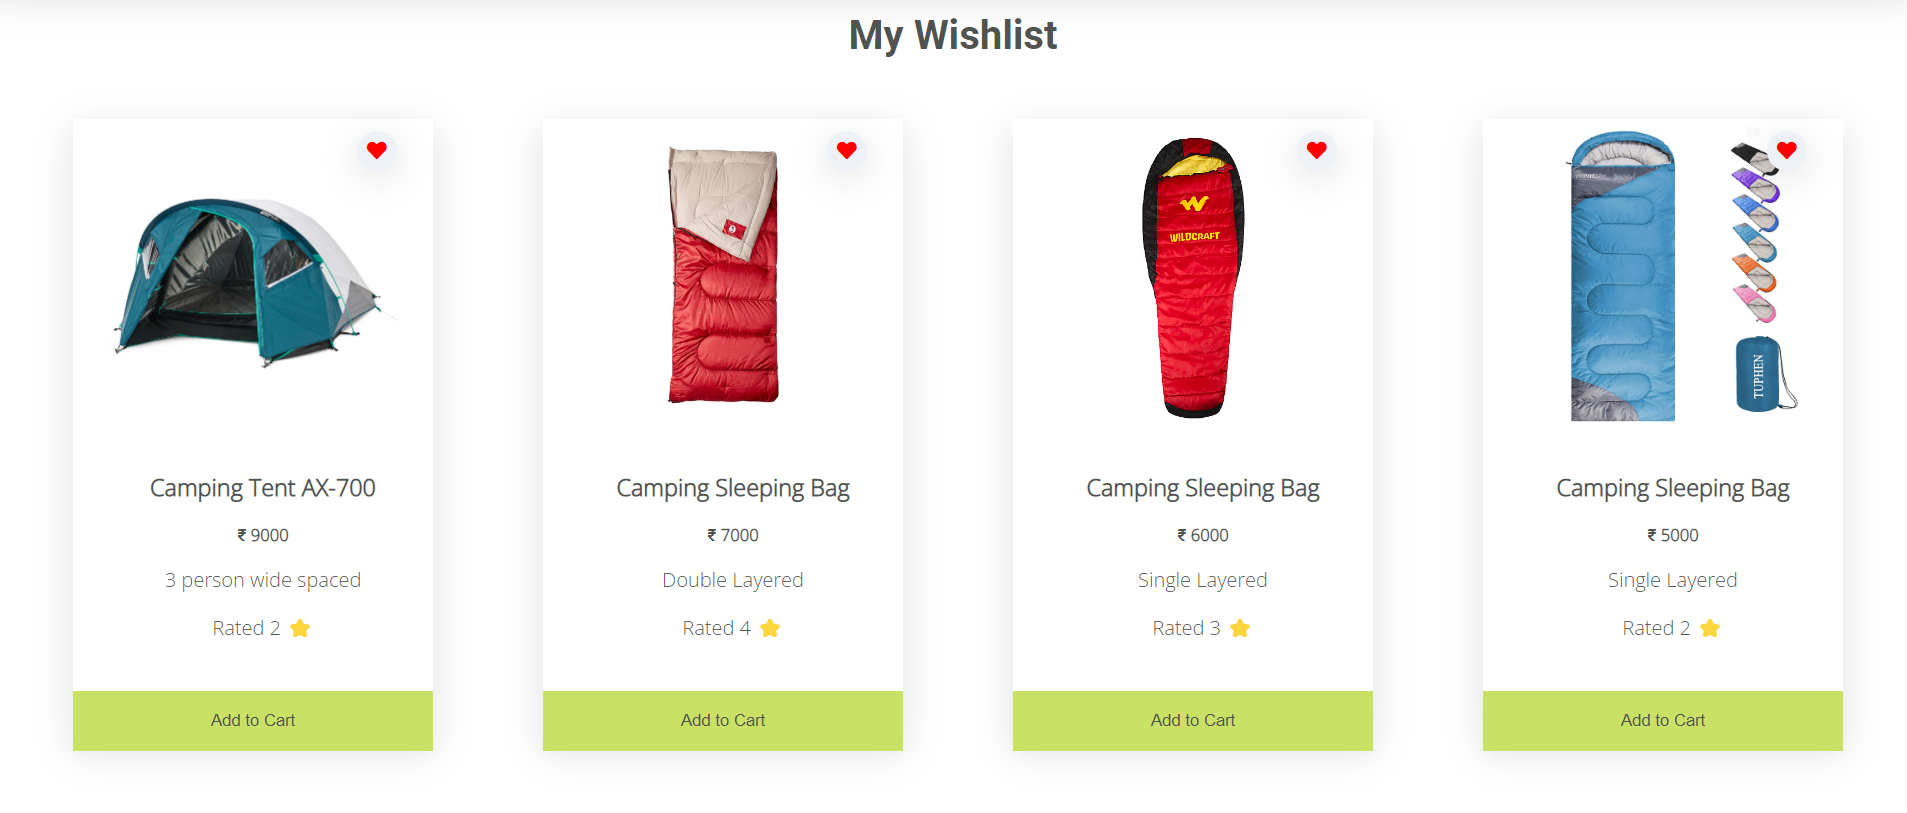 My Wishlist
WILDCRAFT
TUPHEN
Camping Tent AX-700
₹ 9000
3 person wide spaced
Rated 2
Add to Cart
Camping Sleeping Bag
₹ 7000
Double Layered
Rated 4
Add to Cart
Camping Sleeping Bag
₹ 6000
Single Layered
Rated 3
Add to Cart
Camping Sleeping Bag
₹ 5000
Single Layered
Rated 2
Add to Cart